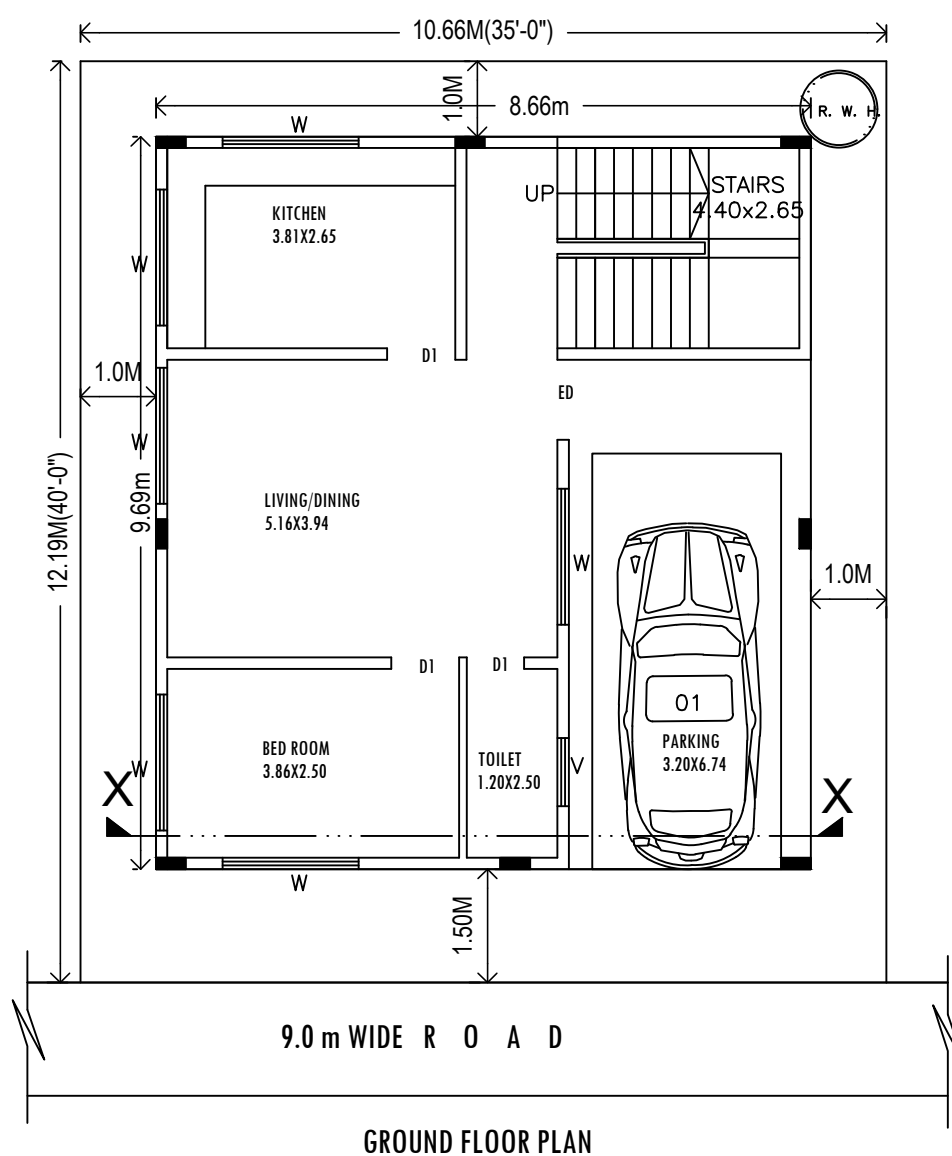 10.66M(35'-0")
1.0M
8.66m
R. W. H.
W
UP
STAIRS
4.40x2.65
KITCHEN
3.81X2.65
W
D1
1.0M
ED
W
9.69m
12.19M(40'-0")
LIVING/DINING
5.16X3.94
W
1.0M
D1
D1
01
BED ROOM
3.86X2.50
TOILET
1.20X2.50
PARKING
3.20X6.74
W
V
X
X
W
1.50M
9.0 m WIDE R O A D
GROUND FLOOR PLAN